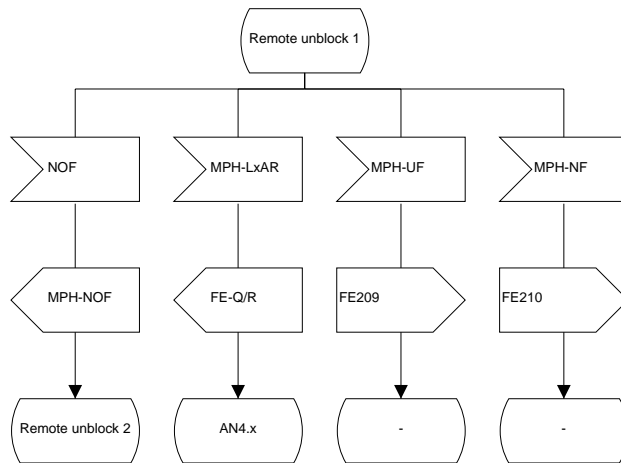 Remote unblock 1
NOF
MPH-LxAR
MPH-UF
MPH-NF
MPH-NOF
FE-Q/R
FE209
FE210
Remote unblock 2
AN4.x
-
-